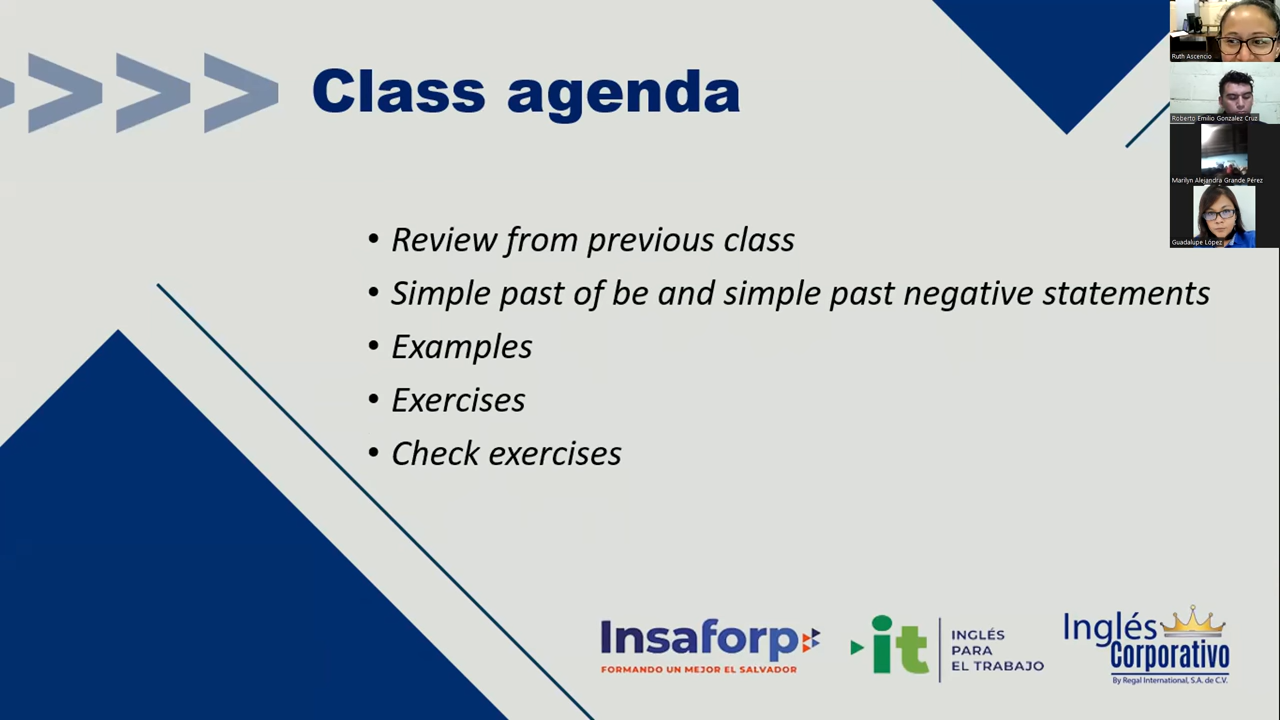 Class agenda
• Review from previous class
• Simple past of be and simple past negative statements
• Examples
• Exercises
• Check exercises
Ruth Ascencio
Roberto Emilio Gonzalez Cruz
Marilyn Alejandra Grande Pérez
Guadalupe López
Insaforp
FORMANDO UN MEJOR EL SALVADOR
it
INGLÉS
PARA
EL TRABAJO
Inglés
Corporativo
By Regal International, S.A. de C.V.